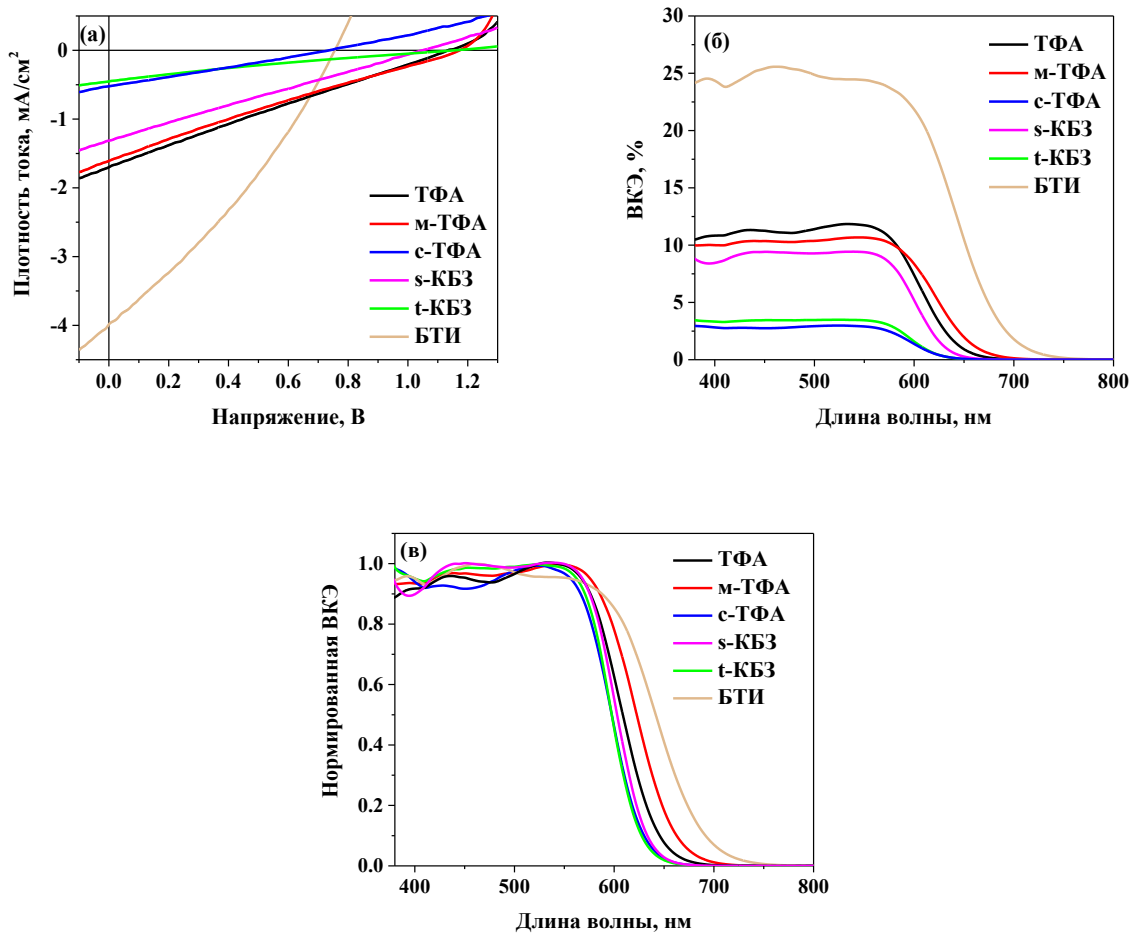 (а)
0
-1
-2
-3
-4
Плотность тока, мА/см²
0.0 0.2 0.4 0.6 0.8 1.0 1.2
Напряжение, В
ТФА
м-ТФА
с-ТФА
s-КБЗ
t-КБЗ
БТИ
(б)
30
25
20
15
10
5
0
ВКЭ, %
400 500 600 700 800
Длина волны, нм
ТФА
м-ТФА
с-ТФА
s-КБЗ
t-КБЗ
БТИ
(в)
1.0
0.8
0.6
0.4
0.2
0.0
Нормированная ВКЭ
400 500 600 700 800
Длина волны, нм
ТФА
м-ТФА
с-ТФА
s-КБЗ
t-КБЗ
БТИ